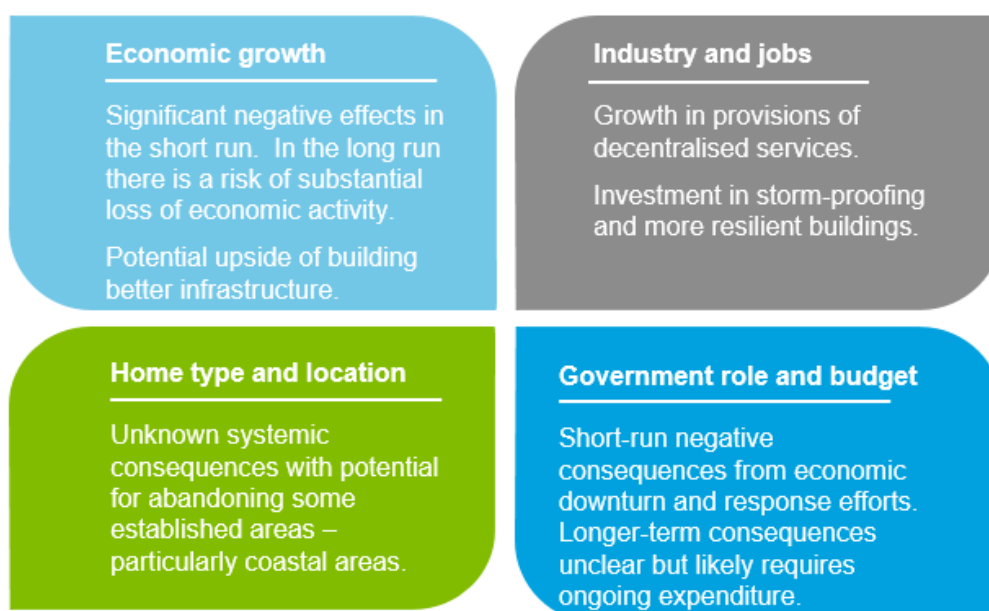 Economic growth
Significant negative effects in
the short run.  In the long run
there is a risk of substantial
loss of economic activity.
Potential upside of building
better infrastructure.
Industry and jobs
Growth in provisions of
decentralised services.
Investment in storm-proofing
and more resilient buildings.
Home type and location
Unknown systemic
consequences with potential
for abandoning some
established areas –
particularly coastal areas.
Government role and budget
Short-run negative
consequences from economic
downturn and response efforts.
Longer-term consequences
unclear but likely requires
ongoing expenditure.